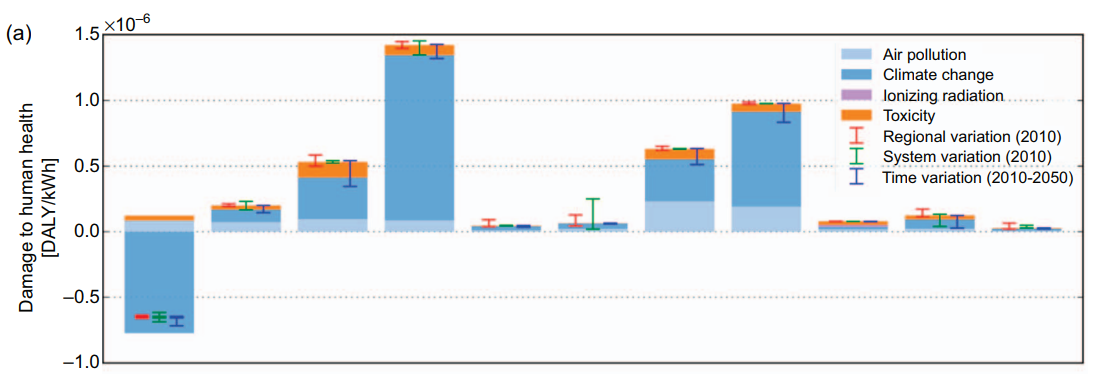 (a)
1.5 ×10⁻⁶
1.0
0.5
0.0
−0.5
−1.0
Damage to human health
[DALY/kWh]
Air pollution
Climate change
Ionizing radiation
Toxicity
Regional variation (2010)
System variation (2010)
Time variation (2010-2050)